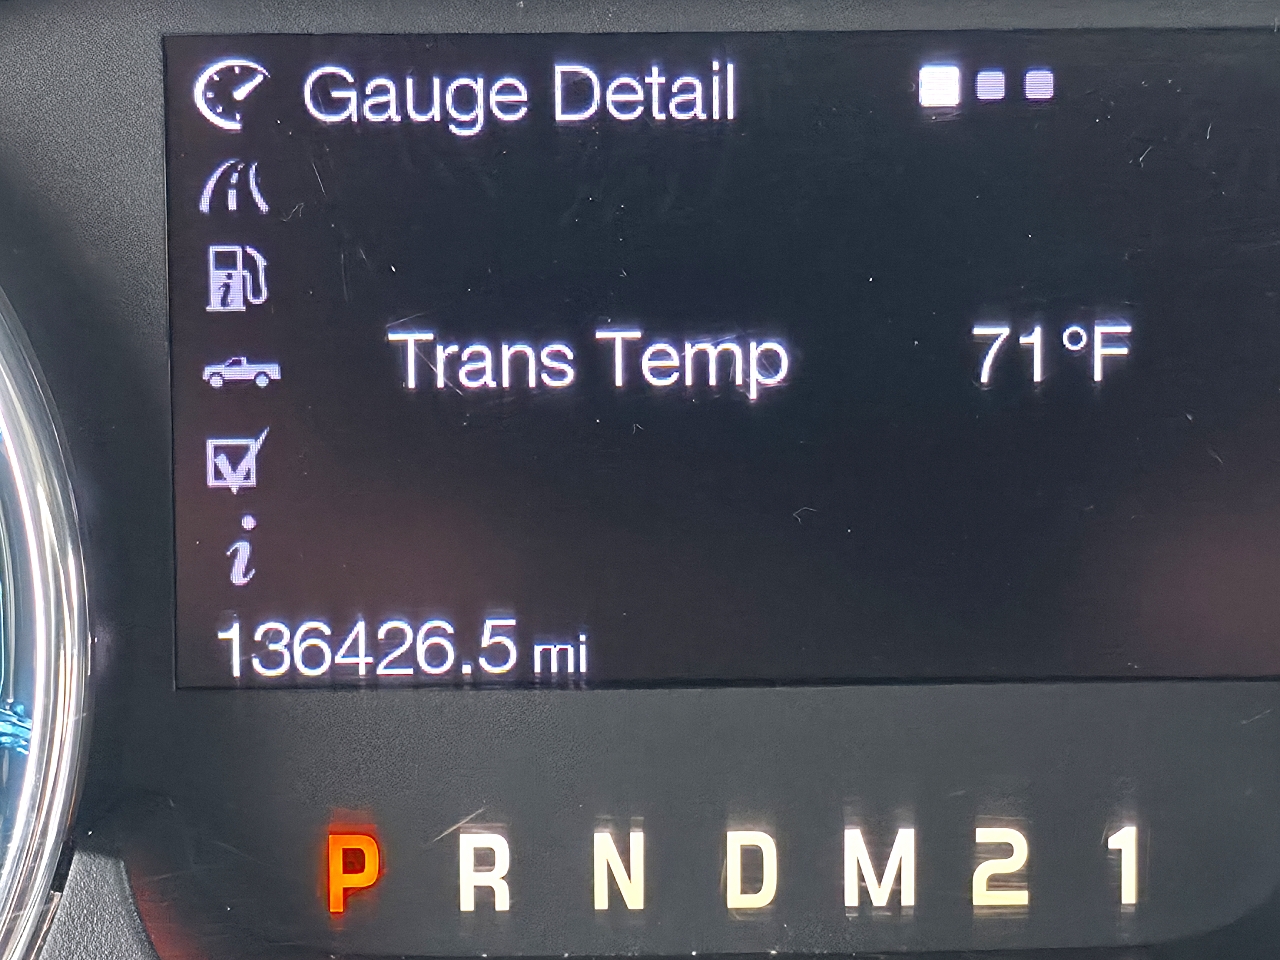 Gauge Detail
Trans Temp 71°F
136426.5 mi
P R N D M 2 1